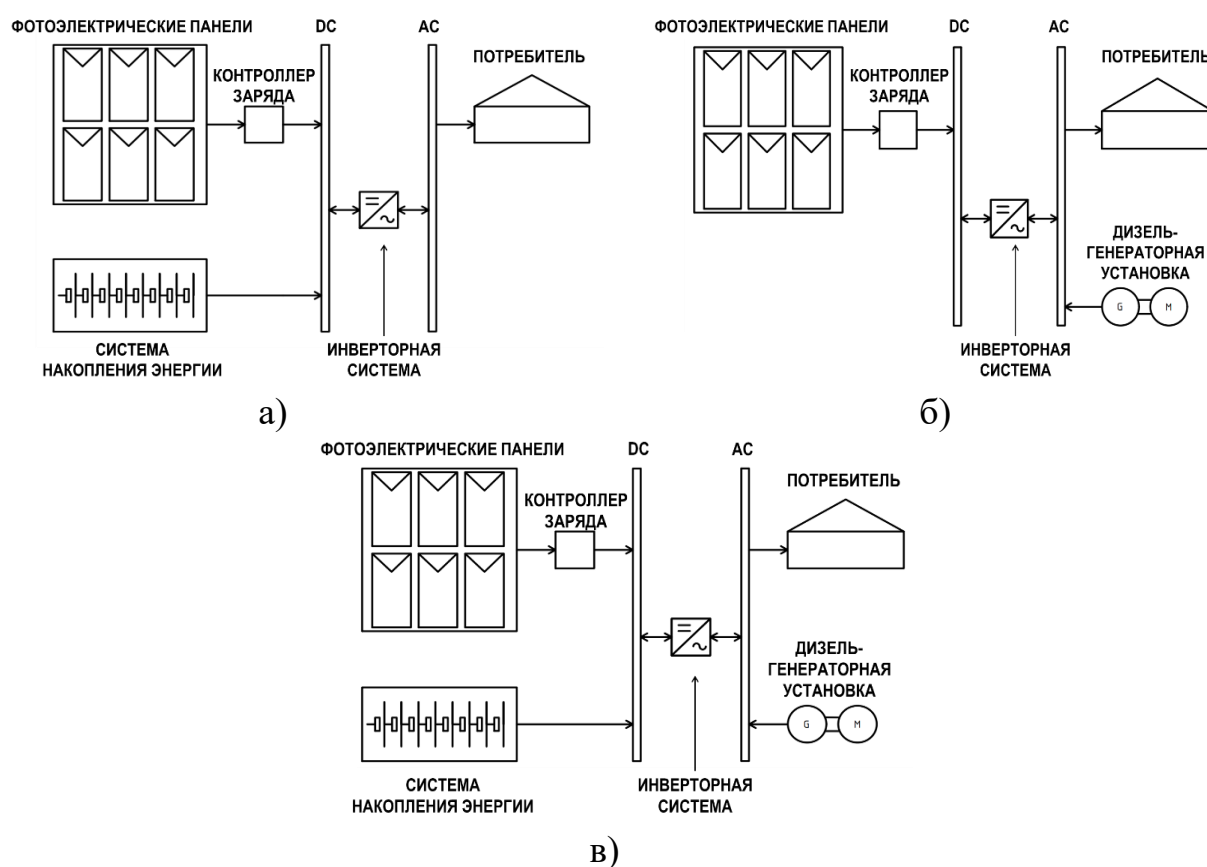 ФОТОЭЛЕКТРИЧЕСКИЕ ПАНЕЛИ
DC
AC
КОНТРОЛЛЕР
ЗАРЯДА
ПОТРЕБИТЕЛЬ
СИСТЕМА
НАКОПЛЕНИЯ ЭНЕРГИИ
ИНВЕРТОРНАЯ
СИСТЕМА
а)
ФОТОЭЛЕКТРИЧЕСКИЕ ПАНЕЛИ
DC
AC
КОНТРОЛЛЕР
ЗАРЯДА
ПОТРЕБИТЕЛЬ
ДИЗЕЛЬ-
ГЕНЕРАТОРНАЯ
УСТАНОВКА
G
M
ИНВЕРТОРНАЯ
СИСТЕМА
б)
ФОТОЭЛЕКТРИЧЕСКИЕ ПАНЕЛИ
DC
AC
КОНТРОЛЛЕР
ЗАРЯДА
ПОТРЕБИТЕЛЬ
ДИЗЕЛЬ-
ГЕНЕРАТОРНАЯ
УСТАНОВКА
G
M
СИСТЕМА
НАКОПЛЕНИЯ ЭНЕРГИИ
ИНВЕРТОРНАЯ
СИСТЕМА
в)